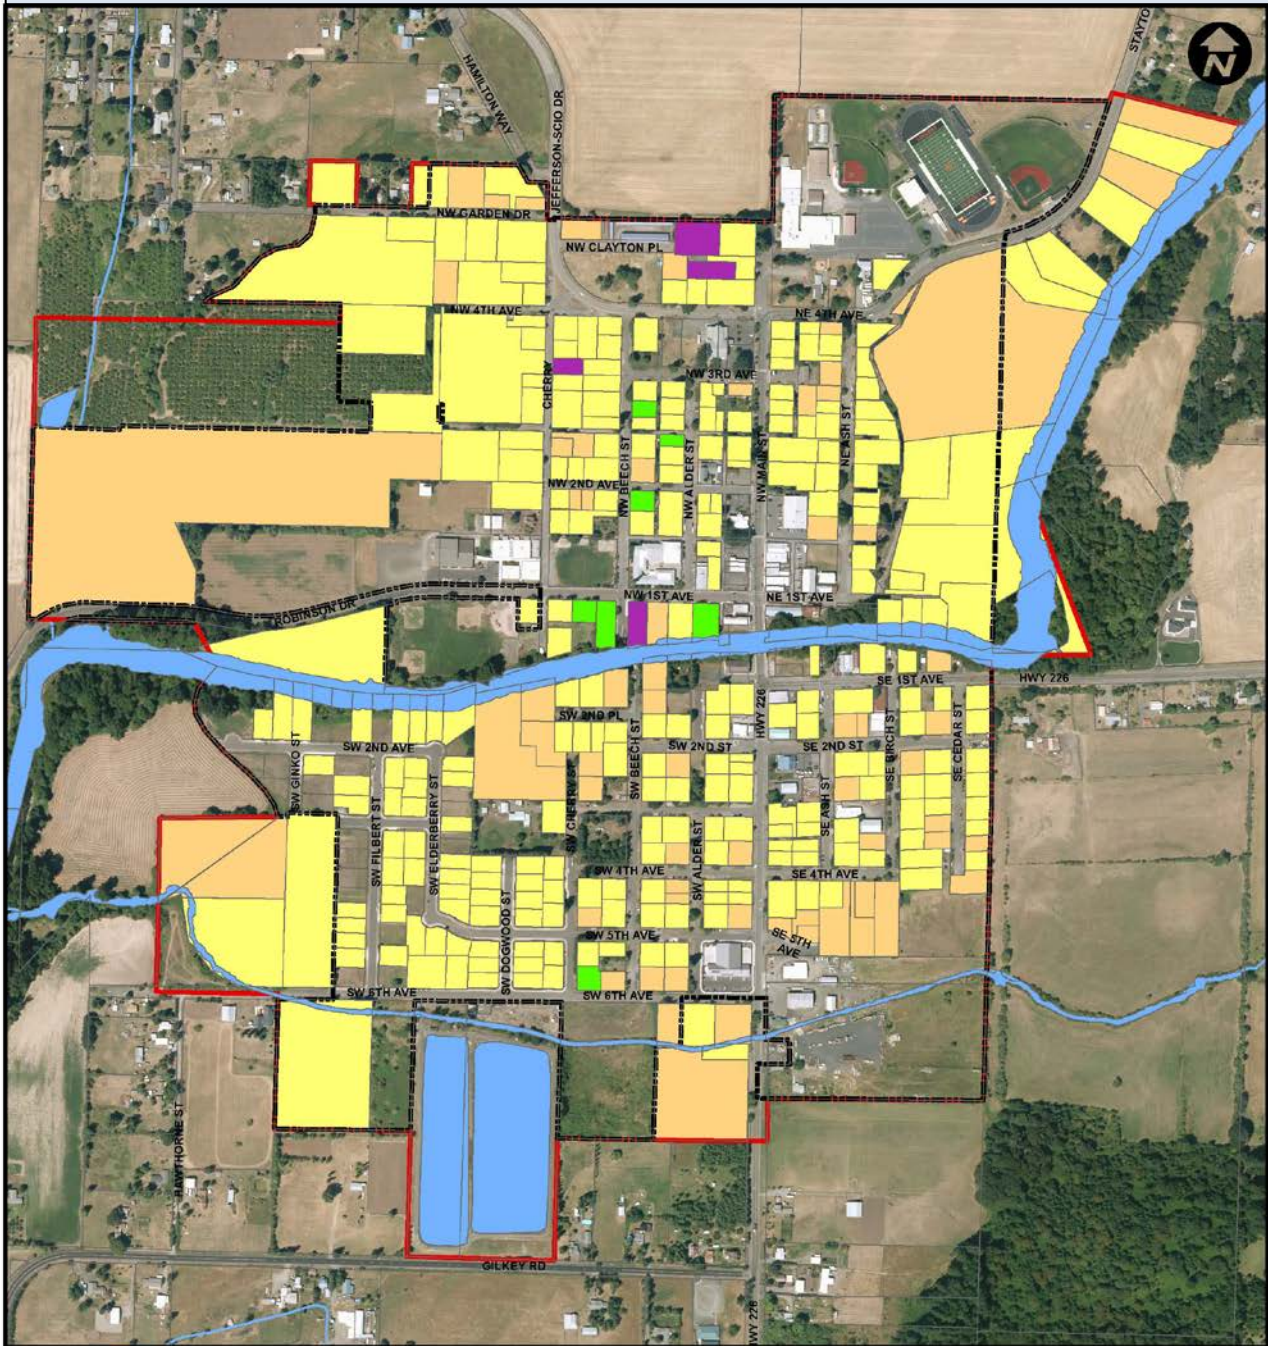 STAYTO
N
HAMILTON WAY
JEFFERSON-SCIO DR
NW GARDEN DR
NW CLAYTON PL
NW 4TH AVE
NE 4TH AVE
CHERRY
NW 3RD AVE
NW BEECH ST
NW ALDER ST
NW MAIN ST
NE ASH ST
NW 2ND AVE
NW 1ST AVE
NE 1ST AVE
ROBINSON DR
SE 1ST AVE
HWY 226
SW 2ND PL
HWY 226
SW 2ND AVE
SW 2ND ST
SE 2ND ST
SW GINKO ST
SW BEECH ST
SE BIRCH ST
SE CEDAR ST
SW FILBERT ST
SW ELDERBERRY ST
SW CHERRY ST
SW ALDER ST
SE ASH ST
SW 4TH AVE
SE 4TH AVE
SW DOGWOOD ST
SW 5TH AVE
SE 5TH
AVE
SW 6TH AVE
SW 6TH AVE
GILKEY RD
HWY 226